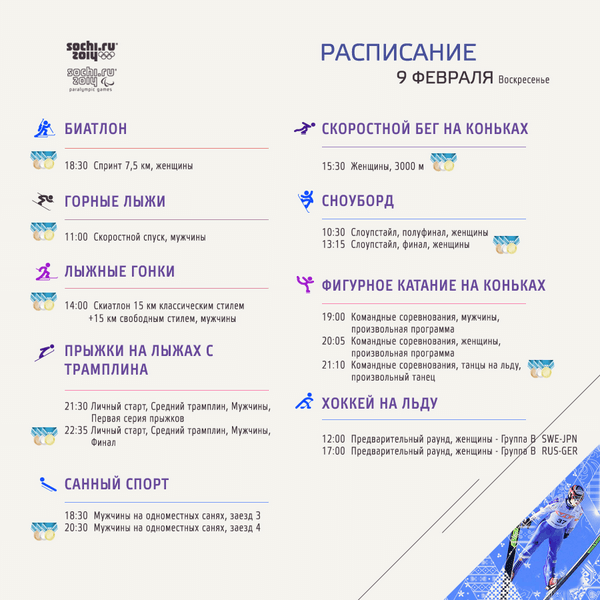 sochi.ru
2014
sochi.ru
2014
paralympic games
РАСПИСАНИЕ
9 ФЕВРАЛЯ Воскресенье
БИАТЛОН
18:30 Спринт 7,5 км, женщины
ГОРНЫЕ ЛЫЖИ
11:00 Скоростной спуск, мужчины
ЛЫЖНЫЕ ГОНКИ
14:00 Скиатлон 15 км классическим стилем
+15 км свободным стилем, мужчины
ПРЫЖКИ НА ЛЫЖАХ С
ТРАМПЛИНА
21:30 Личный старт, Средний трамплин, Мужчины,
Первая серия прыжков
22:35 Личный старт, Средний трамплин, Мужчины,
Финал
САННЫЙ СПОРТ
18:30 Мужчины на одноместных санях, заезд 3
20:30 Мужчины на одноместных санях, заезд 4
СКОРОСТНОЙ БЕГ НА КОНЬКАХ
15:30 Женщины, 3000 м
СНОУБОРД
10:30 Слоупстайл, полуфинал, женщины
13:15 Слоупстайл, финал, женщины
ФИГУРНОЕ КАТАНИЕ НА КОНЬКАХ
19:00 Командные соревнования, мужчины,
произвольная программа
20:05 Командные соревнования, женщины,
произвольная программа
21:10 Командные соревнования, танцы на льду,
произвольный танец
ХОККЕЙ НА ЛЬДУ
12:00 Предварительный раунд, женщины - Группа B SWE-JPN
17:00 Предварительный раунд, женщины - Группа B RUS-GER